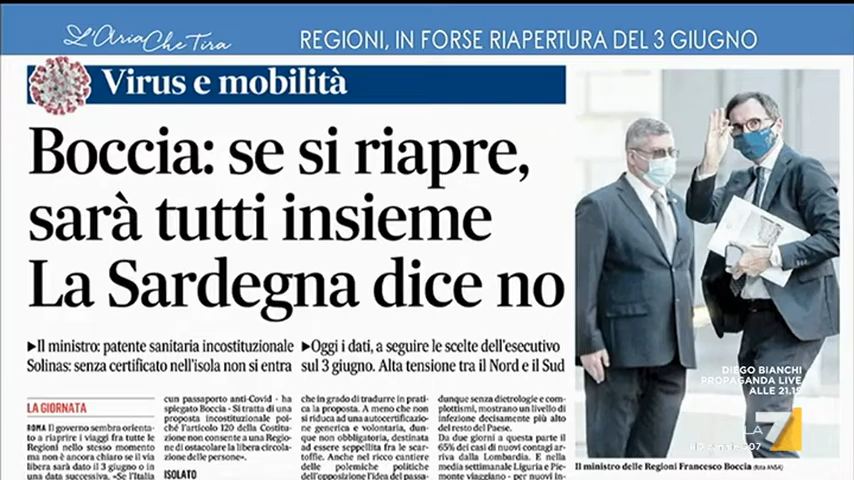 L'Aria Che Tira
REGIONI, IN FORSE RIAPERTURA DEL 3 GIUGNO
Virus e mobilità
Boccia: se si riapre,
sarà tutti insieme
La Sardegna dice no
►Il ministro: patente sanitaria incostituzionale
Solinas: senza certificato nell'isola non si entra
►Oggi i dati, a seguire le scelte dell'esecutivo
sul 3 giugno. Alta tensione tra il Nord e il Sud
LA GIORNATA
ROMA Il governo sembra orienta-
to a riaprire i viaggi fra tutte le
Regioni nello stesso momento
ma non è ancora chiaro se il via
libera sarà dato il 3 giugno o in
una data successiva. «Se l'Italia
cun passaporto anti-Covid - ha
spiegato Boccia - Si tratta di una
proposta incostituzionale poi-
ché l'articolo 120 della Costitu-
zione non consente a una Regio-
ne di ostacolare la libera circola-
zione delle persone».
ISOLATO
che in grado di tradurre in prati-
ca la proposta. A meno che non
si riduca ad una autocertificazio-
ne generica e volontaria, dun-
que non obbligatoria, destinata
ad essere seppellita fra le scar-
toffie. Anche nel ricco cantiere
delle polemiche politiche
dell'opposizione l'idea del passa-
dunque senza dietrologie e com-
plottismi, mostrano un livello di
infezione decisamente più alto
del resto del Paese.
Da due giorni a questa parte il
65% dei casi di nuovi contagi ar-
riva dalla Lombardia. E nella
media settimanale Liguria e Pie-
monte viaggiano - per nuovi in-
Il ministro delle Regioni Francesco Boccia (foto ANSA)
DIEGO BIANCHI
PROPAGANDA LIVE
ALLE 21.15
LA 7